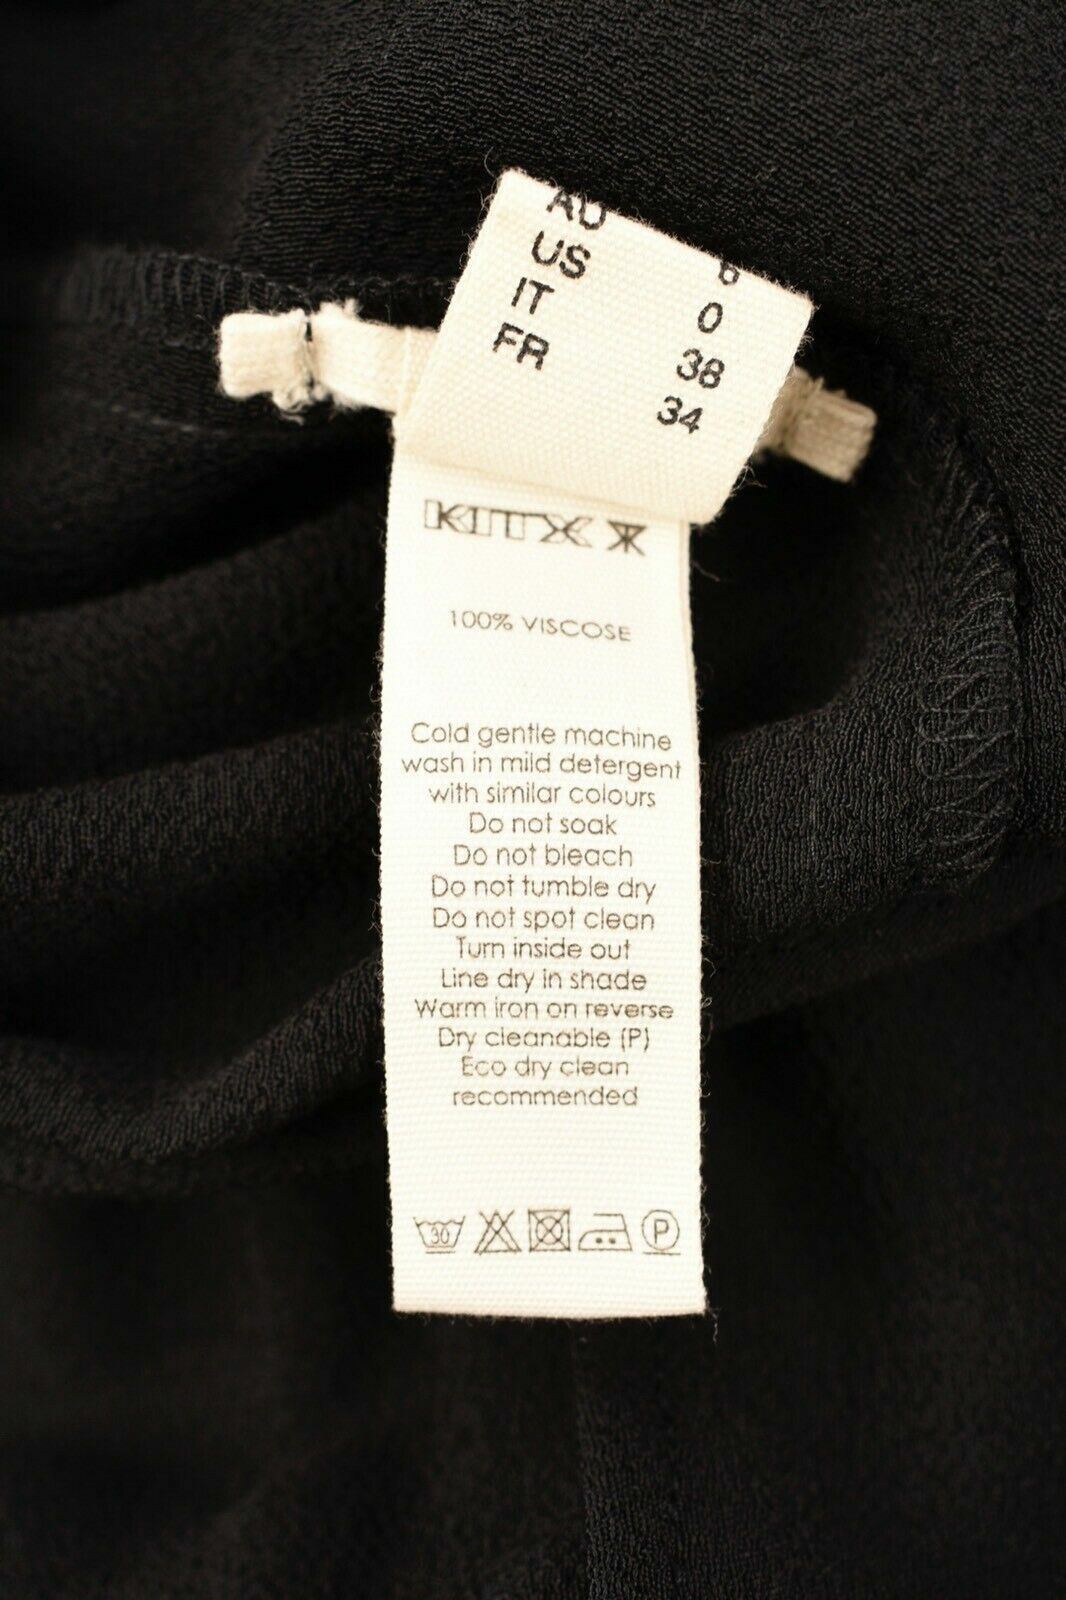 AU 6
US 0
IT 38
FR 34
KITX
100% VISCOSE
Cold gentle machine
wash in mild detergent
with similar colours
Do not soak
Do not bleach
Do not tumble dry
Do not spot clean
Turn inside out
Line dry in shade
Warm iron on reverse
Dry cleanable (P)
Eco dry clean
recommended
30 P